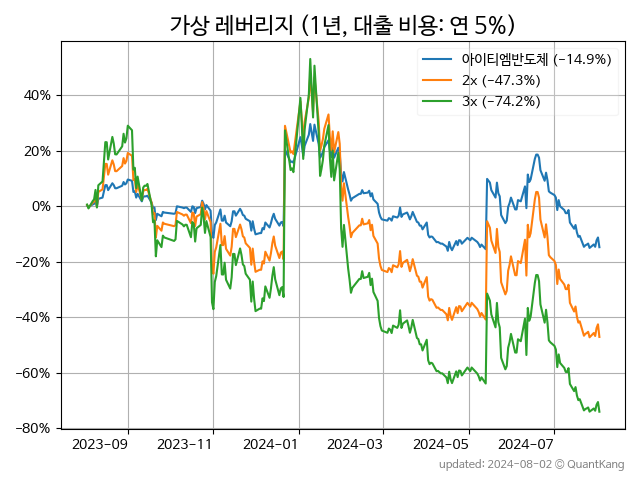 가상 레버리지 (1년, 대출 비용: 연 5%)
아이티엠반도체 (−14.9%)
2x (−47.3%)
3x (−74.2%)
40%
20%
0%
−20%
−40%
−60%
−80%
2023-09 2023-11 2024-01 2024-03 2024-05 2024-07
updated: 2024-08-02 © QuantKang